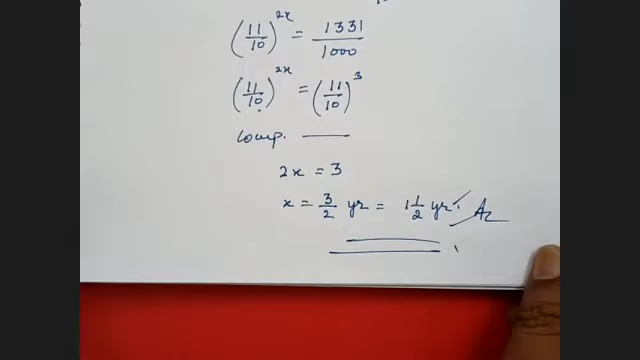 (11/10)^2x = 1331/1000
(11/10)^2x = (11/10)^3
comp.
2x = 3
x = 3/2 yr = 1 1/2 yr.